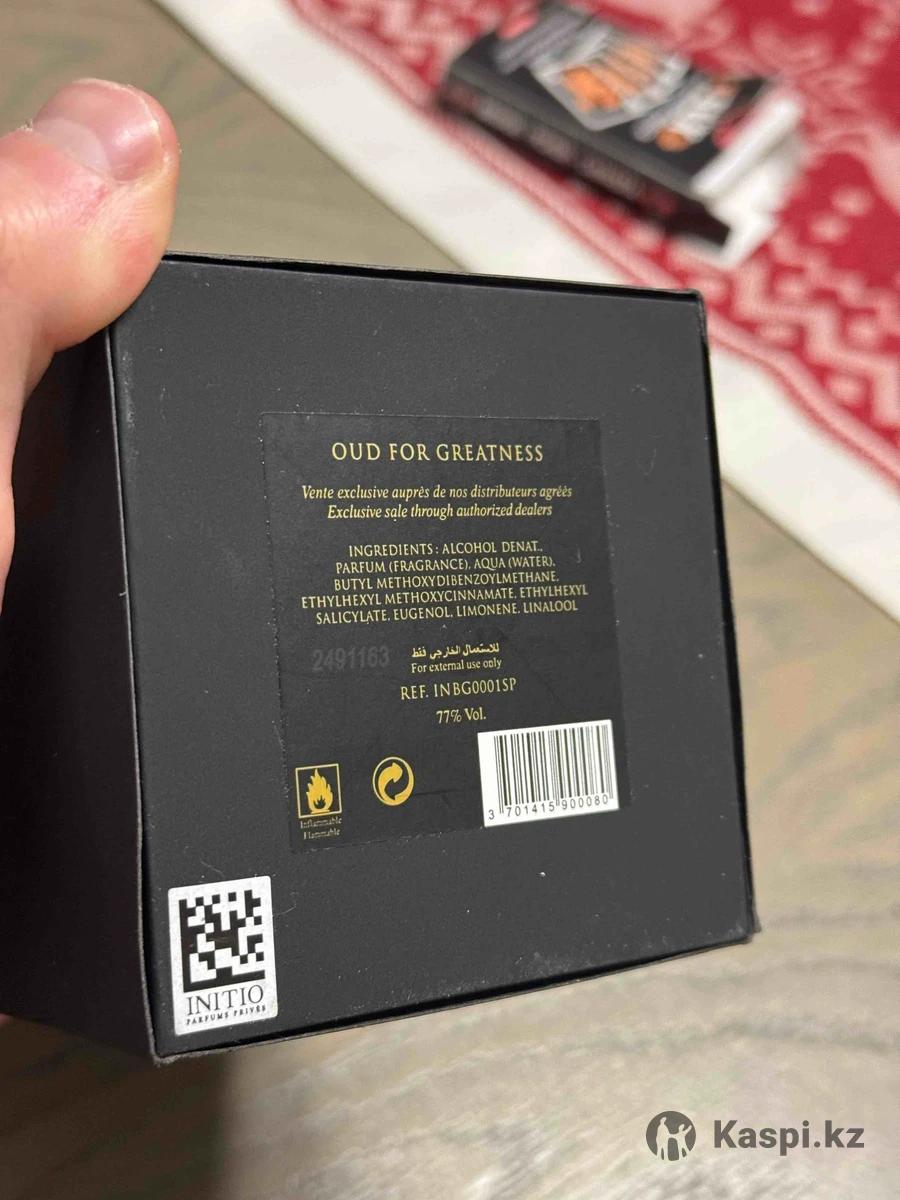 OUD FOR GREATNESS
Vente exclusive auprès de nos distributeurs agréés
Exclusive sale through authorized dealers
INGREDIENTS : ALCOHOL DENAT.,
PARFUM (FRAGRANCE), AQUA (WATER),
BUTYL METHOXYDIBENZOYLMETHANE,
ETHYLHEXYL METHOXYCINNAMATE, ETHYLHEXYL
SALICYLATE, EUGENOL, LIMONENE, LINALOOL
للاستعمال الخارجي فقط
2491163
For external use only
REF. INBG0001SP
77% Vol.
Inflammable
Flammable
3 701415 900080
INITIO
PARFUMS PRIVÉS
Kaspi.kz